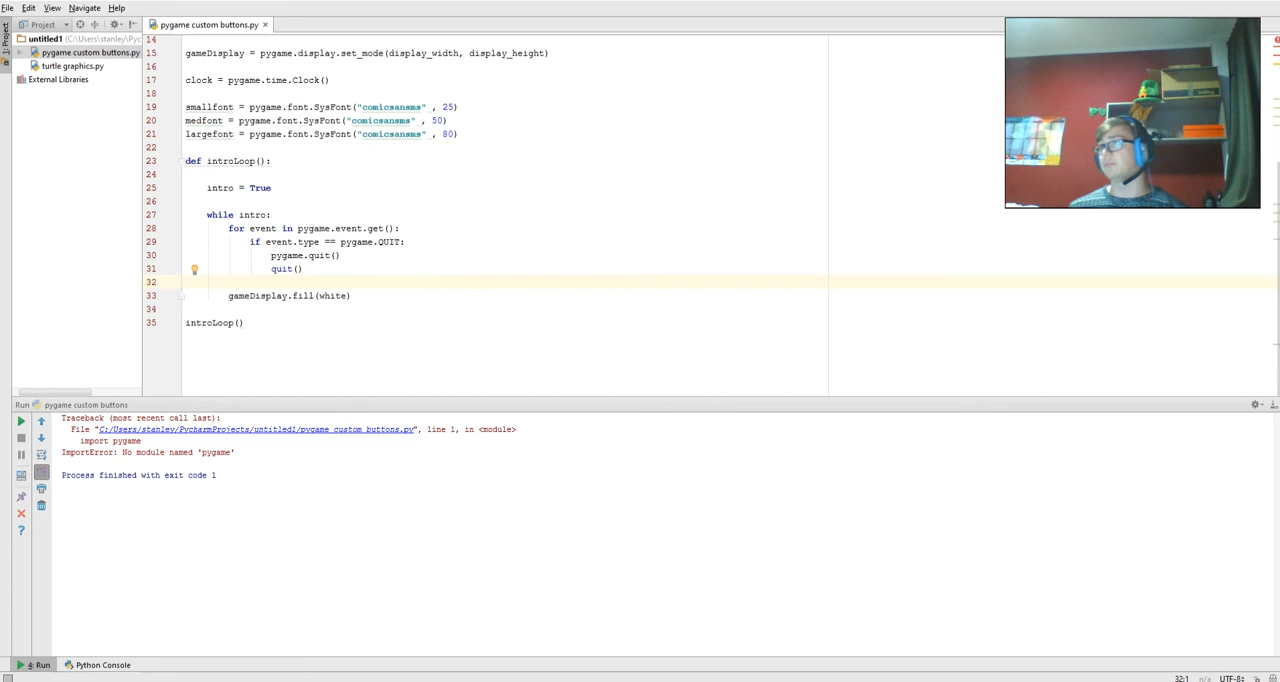 File Edit View Navigate Help
Project
pygame custom buttons.py ×
1: Project
untitled1 (C:\Users\stanley\Pyc
pygame custom buttons.py
turtle graphics.py
External Libraries
14
15 gameDisplay = pygame.display.set_mode(display_width, display_height)
16
17 clock = pygame.time.Clock()
18
19 smallfont = pygame.font.SysFont("comicsansms" , 25)
20 medfont = pygame.font.SysFont("comicsansms" , 50)
21 largefont = pygame.font.SysFont("comicsansms" , 80)
22
23 def introLoop():
24
25 intro = True
26
27 while intro:
28 for event in pygame.event.get():
29 if event.type == pygame.QUIT:
30 pygame.quit()
31 quit()
32
33 gameDisplay.fill(white)
34
35 introLoop()
Run pygame custom buttons
Traceback (most recent call last):
File "C:/Users/stanley/PycharmProjects/untitled1/pygame custom buttons.py", line 1, in <module>
import pygame
ImportError: No module named 'pygame'
Process finished with exit code 1
4: Run Python Console
32:1 n/a UTF-8